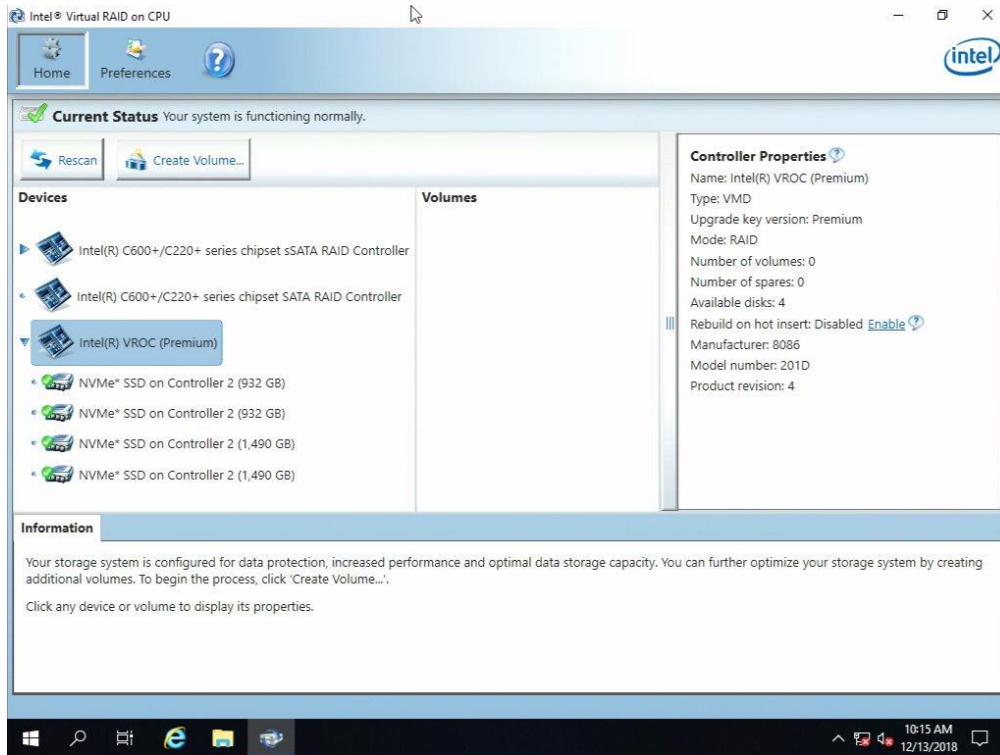 Intel® Virtual RAID on CPU
Home
Preferences
?
intel
Current Status Your system is functioning normally.
Rescan
Create Volume...
Devices
Volumes
Intel(R) C600+/C220+ series chipset sSATA RAID Controller
Intel(R) C600+/C220+ series chipset SATA RAID Controller
Intel(R) VROC (Premium)
NVMe* SSD on Controller 2 (932 GB)
NVMe* SSD on Controller 2 (932 GB)
NVMe* SSD on Controller 2 (1,490 GB)
NVMe* SSD on Controller 2 (1,490 GB)
Controller Properties ?
Name: Intel(R) VROC (Premium)
Type: VMD
Upgrade key version: Premium
Mode: RAID
Number of volumes: 0
Number of spares: 0
Available disks: 4
Rebuild on hot insert: Disabled Enable ?
Manufacturer: 8086
Model number: 201D
Product revision: 4
Information
Your storage system is configured for data protection, increased performance and optimal data storage capacity. You can further optimize your storage system by creating
additional volumes. To begin the process, click 'Create Volume...'.
Click any device or volume to display its properties.
10:15 AM
12/13/2018